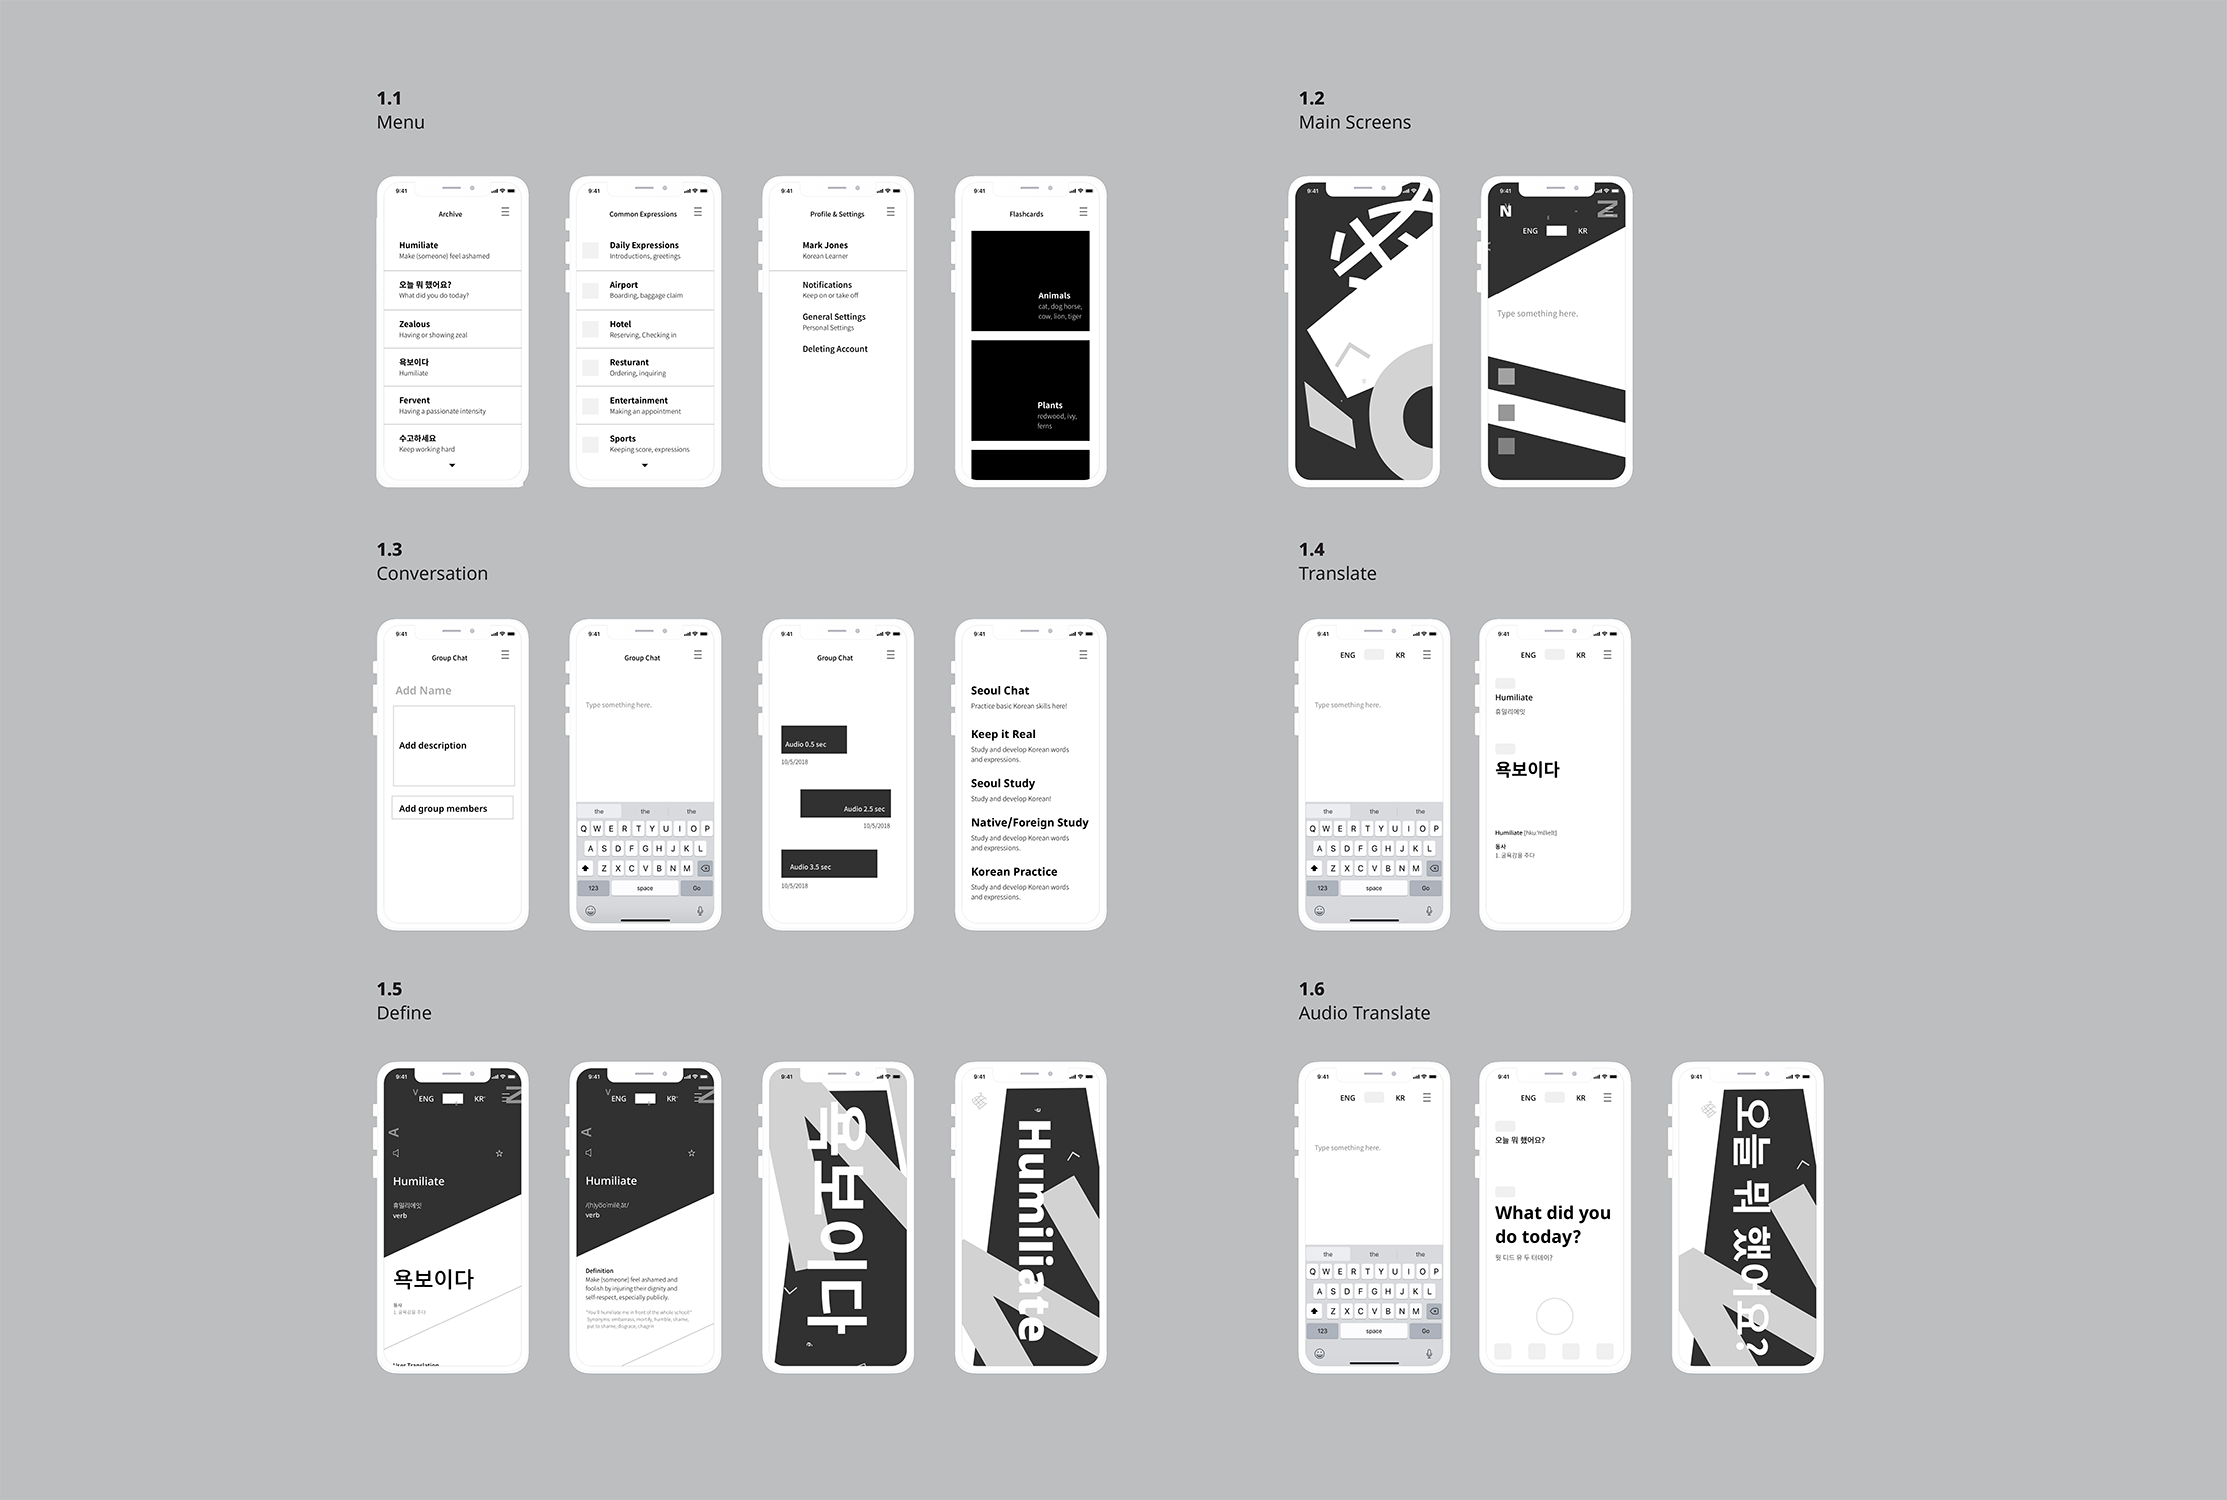 1.1
Menu
9:41
Archive
Humiliate
Make (someone) feel ashamed
오늘 뭐 했어요?
What did you do today?
Zealous
Having or showing zeal
욕보이다
Humiliate
Fervent
Having a passionate intensity
수고하세요
Keep working hard
9:41
Common Expressions
Daily Expressions
Introductions, greetings
Airport
Boarding, baggage claim
Hotel
Reserving, Checking in
Resturant
Ordering, inquiring
Entertainment
Making an appointment
Sports
Keeping score, expressions
9:41
Profile & Settings
Mark Jones
Korean Learner
Notifications
Keep on or take off
General Settings
Personal Settings
Deleting Account
9:41
Flashcards
Animals
cat, dog horse,
cow, lion, tiger
Plants
redwood, ivy,
ferns
1.2
Main Screens
9:41
9:41
N
N
ENG KR
Type something here.
1.3
Conversation
9:41
Group Chat
Add Name
Add description
Add group members
9:41
Group Chat
Type something here.
the the the
Q W E R T Y U I O P
A S D F G H J K L
Z X C V B N M
123 space Go
9:41
Group Chat
Audio 0.5 sec
10/5/2018
Audio 2.5 sec
10/5/2018
Audio 3.5 sec
10/5/2018
9:41
Seoul Chat
Practice basic Korean skills here!
Keep it Real
Study and develop Korean words
and expressions.
Seoul Study
Study and develop Korean!
Native/Foreign Study
Study and develop Korean words
and expressions.
Korean Practice
Study and develop Korean words
and expressions.
1.4
Translate
9:41
ENG KR
Type something here.
the the the
Q W E R T Y U I O P
A S D F G H J K L
Z X C V B N M
123 space Go
9:41
ENG KR
Humiliate
휴밀리에잇
욕보이다
Humiliate
동사
1. 굴욕감을 주다
1.5
Define
9:41
V
ENG KR
N
A
Humiliate
휴밀리에잇
verb
욕보이다
동사
1. 굴욕감을 주다
User Translation
9:41
V
ENG KR
N
A
Humiliate
verb
Definition
Make (someone) feel ashamed and
foolish by injuring their dignity and
self-respect, especially publicly.
"You'll humiliate me in front of the whole school!"
Synonyms: embarrass, mortify, humble, shame,
put to shame, disgrace, chagrin
9:41
욕보이다
9:41
Humiliate
1.6
Audio Translate
9:41
ENG KR
Type something here.
the the the
Q W E R T Y U I O P
A S D F G H J K L
Z X C V B N M
123 space Go
9:41
ENG KR
오늘 뭐 했어요?
What did you
do today?
왓 디드 유 두 터데이?
9:41
오늘 뭐 했어요?